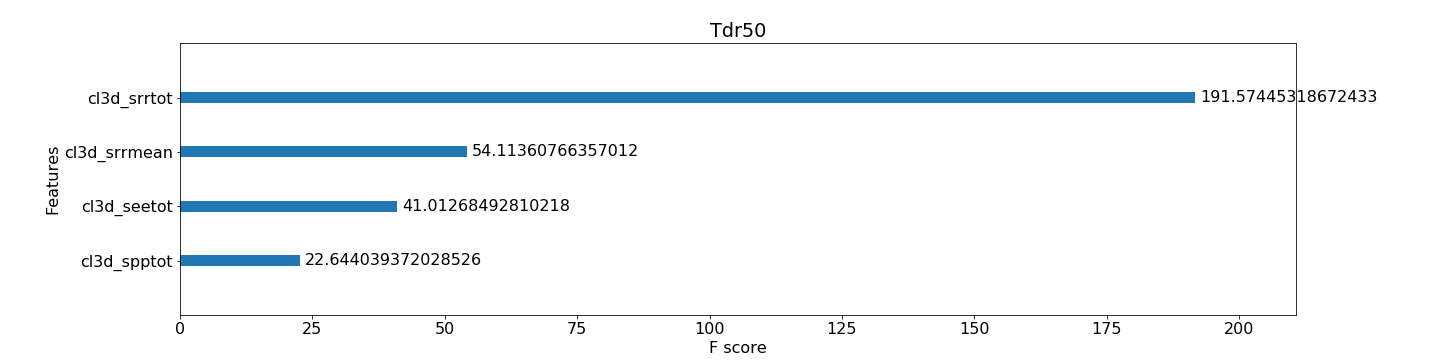 Tdr50
cl3d_srrtot
191.57445318672433
cl3d_srrmean
54.11360766357012
cl3d_seetot
41.01268492810218
cl3d_spptot
22.644039372028526
Features
0 25 50 75 100 125 150 175 200
F score